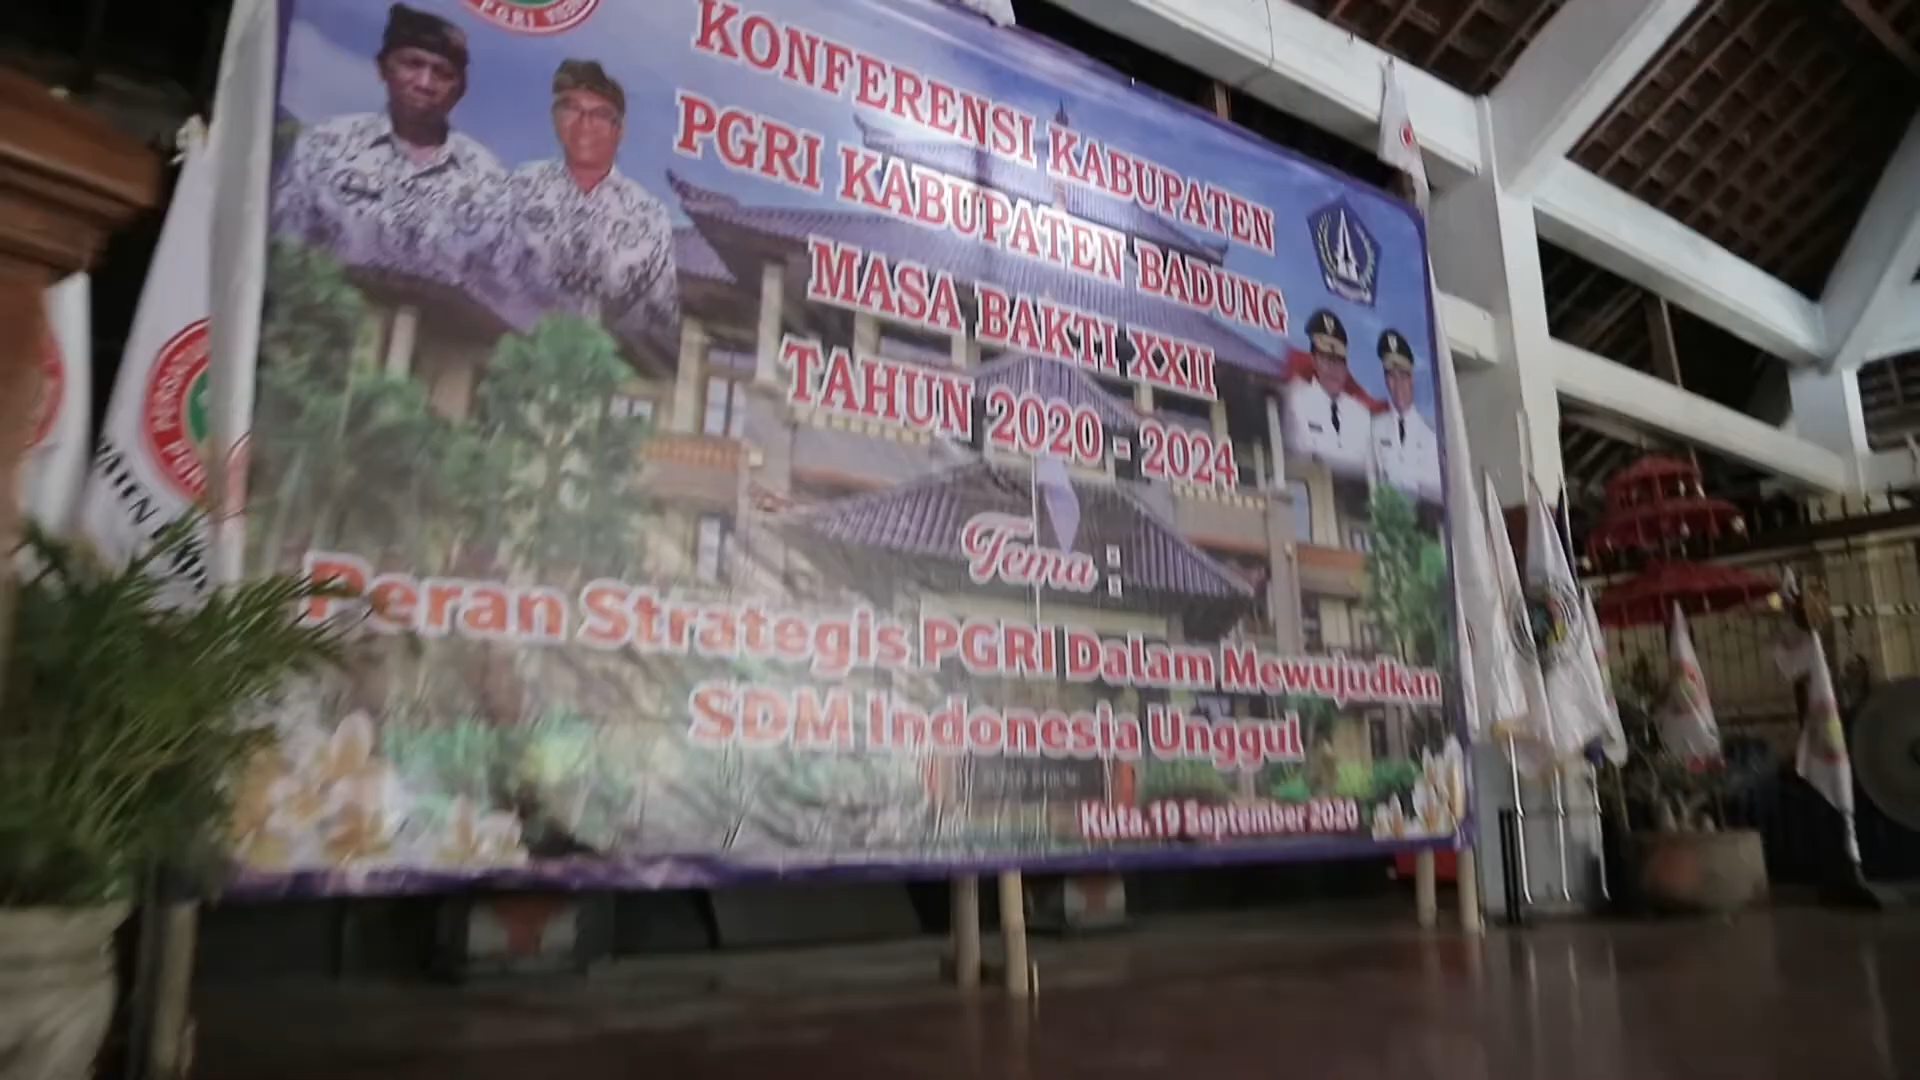 PGRI
KONFERENSI KABUPATEN
PGRI KABUPATEN BADUNG
MASA BAKTI XXII
TAHUN 2020 - 2024
Tema :
Peran Strategis PGRI Dalam Mewujudkan
SDM Indonesia Unggul
Kuta.19 September 2020